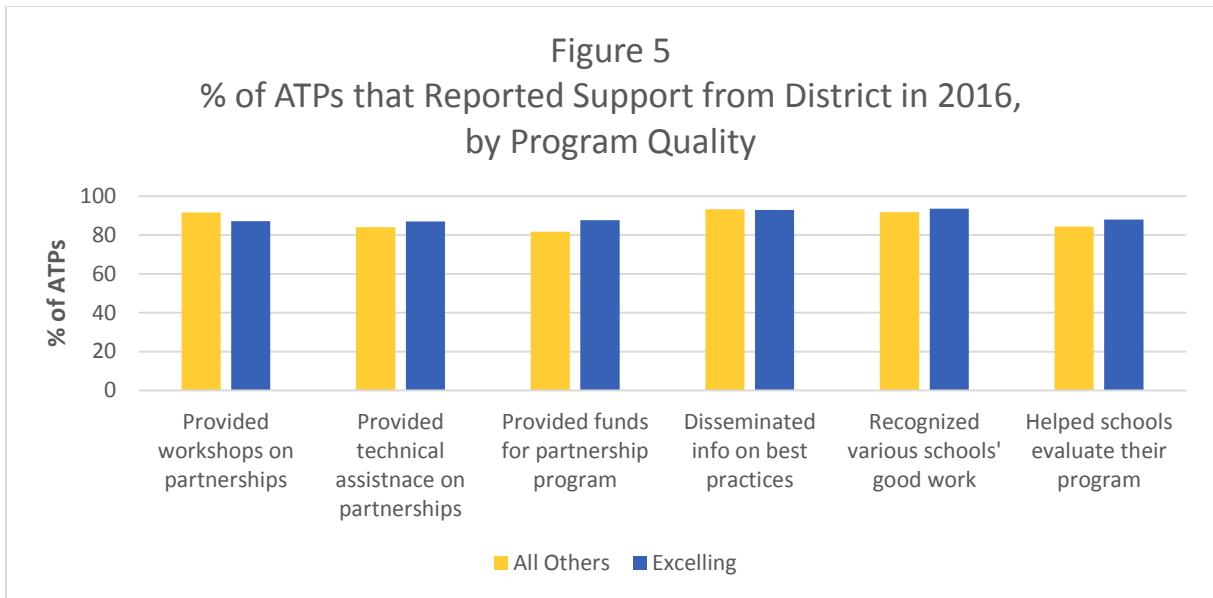 Figure 5
% of ATPs that Reported Support from District in 2016,
by Program Quality
100
80
60
40
20
0
% of ATPs
Provided
workshops on
partnerships
Provided
technical
assistnace on
partnerships
Provided funds
for partnership
program
Disseminated
info on best
practices
Recognized
various schools'
good work
Helped schools
evaluate their
program
All Others
Excelling